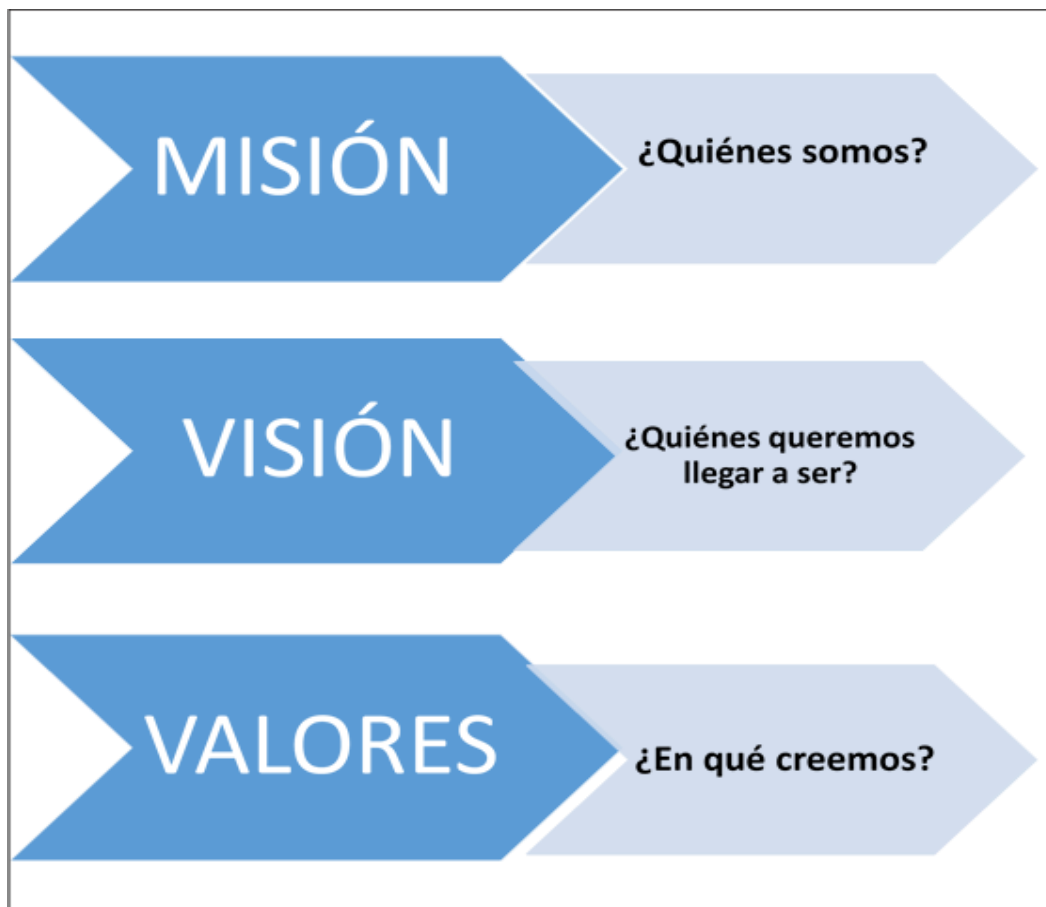 MISIÓN
¿Quiénes somos?
VISIÓN
¿Quiénes queremos
llegar a ser?
VALORES
¿En qué creemos?